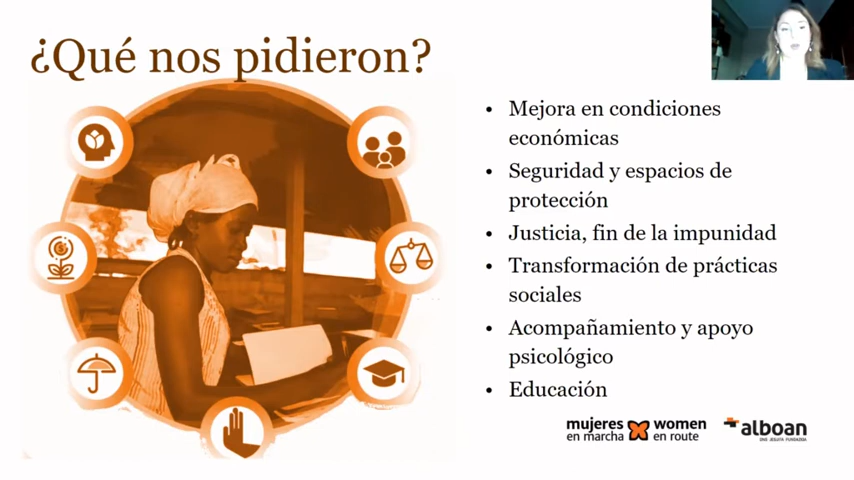 ¿Qué nos pidieron?
• Mejora en condiciones
económicas
• Seguridad y espacios de
protección
• Justicia, fin de la impunidad
• Transformación de prácticas
sociales
• Acompañamiento y apoyo
psicológico
• Educación
mujeres women
en marcha en route
alboan